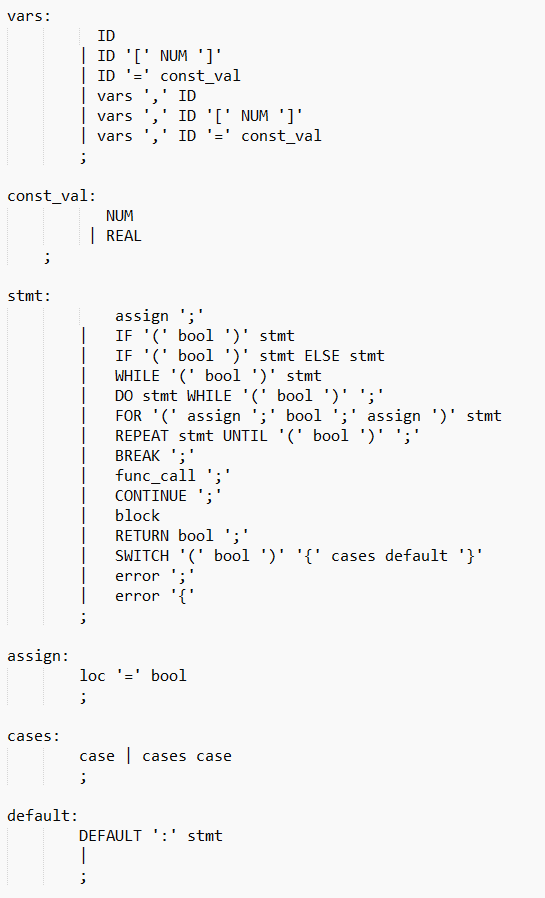 vars:
ID
| ID '[' NUM ']'
| ID '=' const_val
| vars ',' ID
| vars ',' ID '[' NUM ']'
| vars ',' ID '=' const_val
;
const_val:
NUM
| REAL
;
stmt:
assign ';'
| IF '(' bool ')' stmt
| IF '(' bool ')' stmt ELSE stmt
| WHILE '(' bool ')' stmt
| DO stmt WHILE '(' bool ')' ';'
| FOR '(' assign ';' bool ';' assign ')' stmt
| REPEAT stmt UNTIL '(' bool ')' ';'
| BREAK ';'
| func_call ';'
| CONTINUE ';'
| block
| RETURN bool ';'
| SWITCH '(' bool ')' '{' cases default '}'
| error ';'
| error '{'
;
assign:
loc '=' bool
;
cases:
case | cases case
;
default:
DEFAULT ':' stmt
|
;